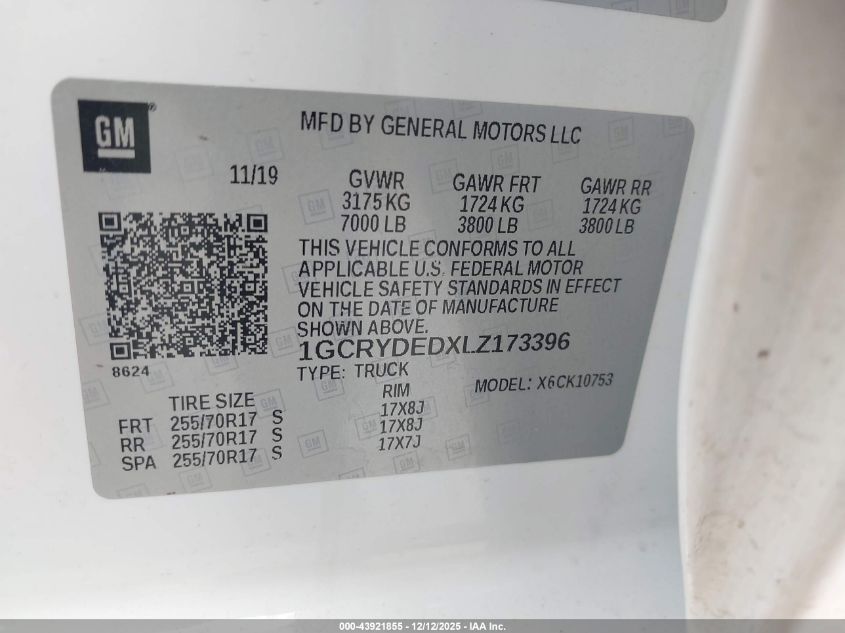 GM®
MFD BY GENERAL MOTORS LLC
11/19
GVWR GAWR FRT GAWR RR
3175 KG 1724 KG 1724 KG
7000 LB 3800 LB 3800 LB
THIS VEHICLE CONFORMS TO ALL
APPLICABLE U.S. FEDERAL MOTOR
VEHICLE SAFETY STANDARDS IN EFFECT
ON THE DATE OF MANUFACTURE
SHOWN ABOVE.
1GCRYDEDXLZ173396
8624
TYPE: TRUCK MODEL: X6CK10753
TIRE SIZE RIM
FRT 255/70R17 S 17X8J
RR 255/70R17 S 17X8J
SPA 255/70R17 S 17X7J
000-43921855 - 12/12/2025 - IAA Inc.